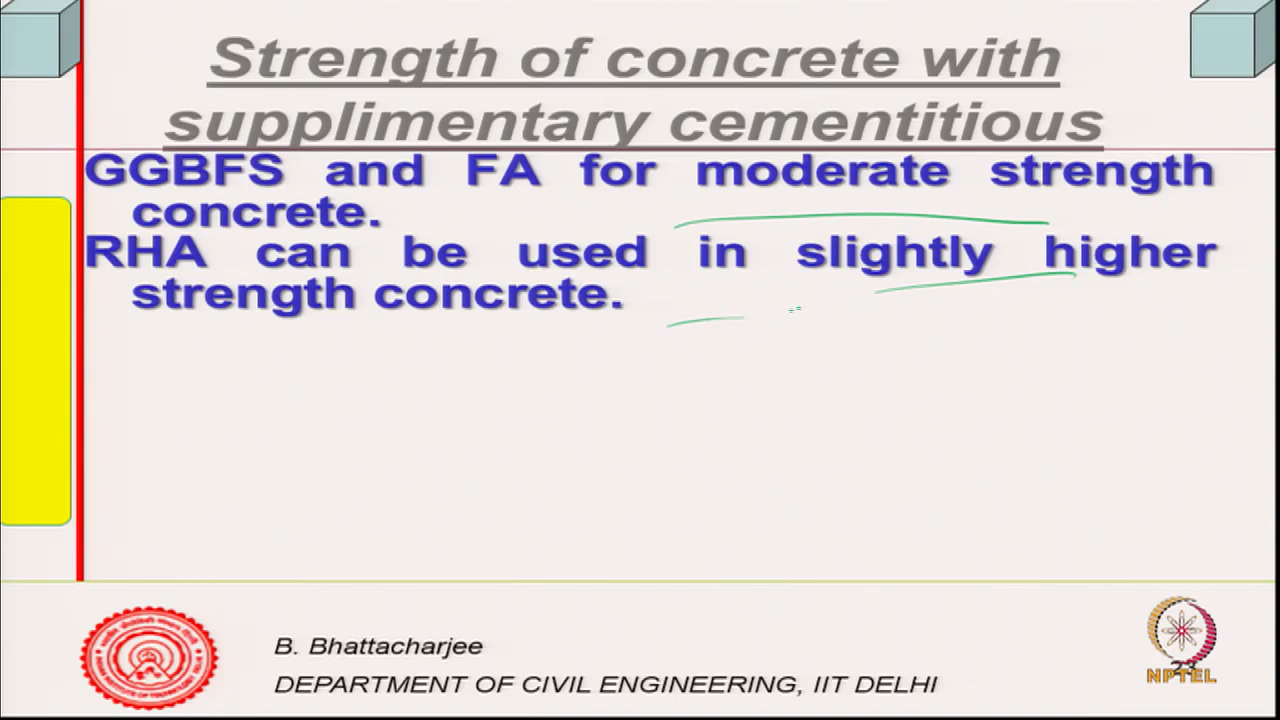 Strength of concrete with
supplimentary cementitious
GGBFS and FA for moderate strength
concrete.
RHA can be used in slightly higher
strength concrete.
B. Bhattacharjee
DEPARTMENT OF CIVIL ENGINEERING, IIT DELHI
23
NPTEL